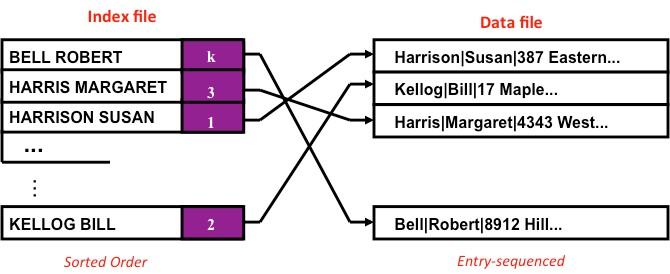 Index file
Data file
BELL ROBERT k
HARRIS MARGARET 3
HARRISON SUSAN 1
...
⋮
KELLOG BILL 2
Harrison|Susan|387 Eastern...
Kellog|Bill|17 Maple...
Harris|Margaret|4343 West...
Bell|Robert|8912 Hill...
Sorted Order
Entry-sequenced